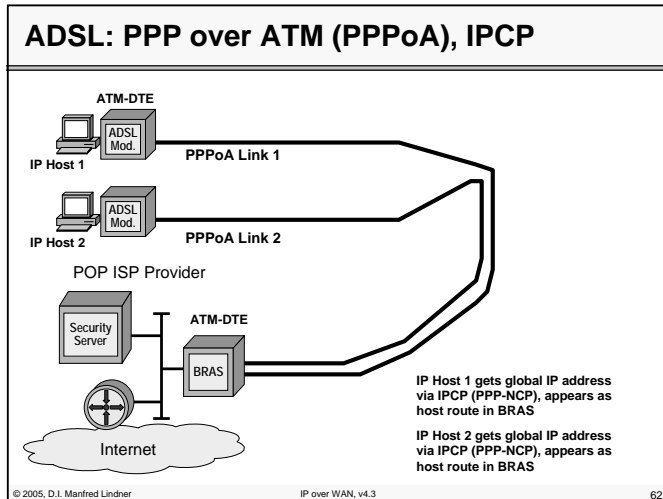 ADSL: PPP over ATM (PPPoA), IPCP
ATM-DTE
ADSL
Mod.
IP Host 1
PPPoA Link 1
ADSL
Mod.
IP Host 2
PPPoA Link 2
POP ISP Provider
Security
Server
ATM-DTE
BRAS
Internet
IP Host 1 gets global IP address
via IPCP (PPP-NCP), appears as
host route in BRAS
IP Host 2 gets global IP address
via IPCP (PPP-NCP), appears as
host route in BRAS
© 2005, D.I. Manfred Lindner
IP over WAN, v4.3
62